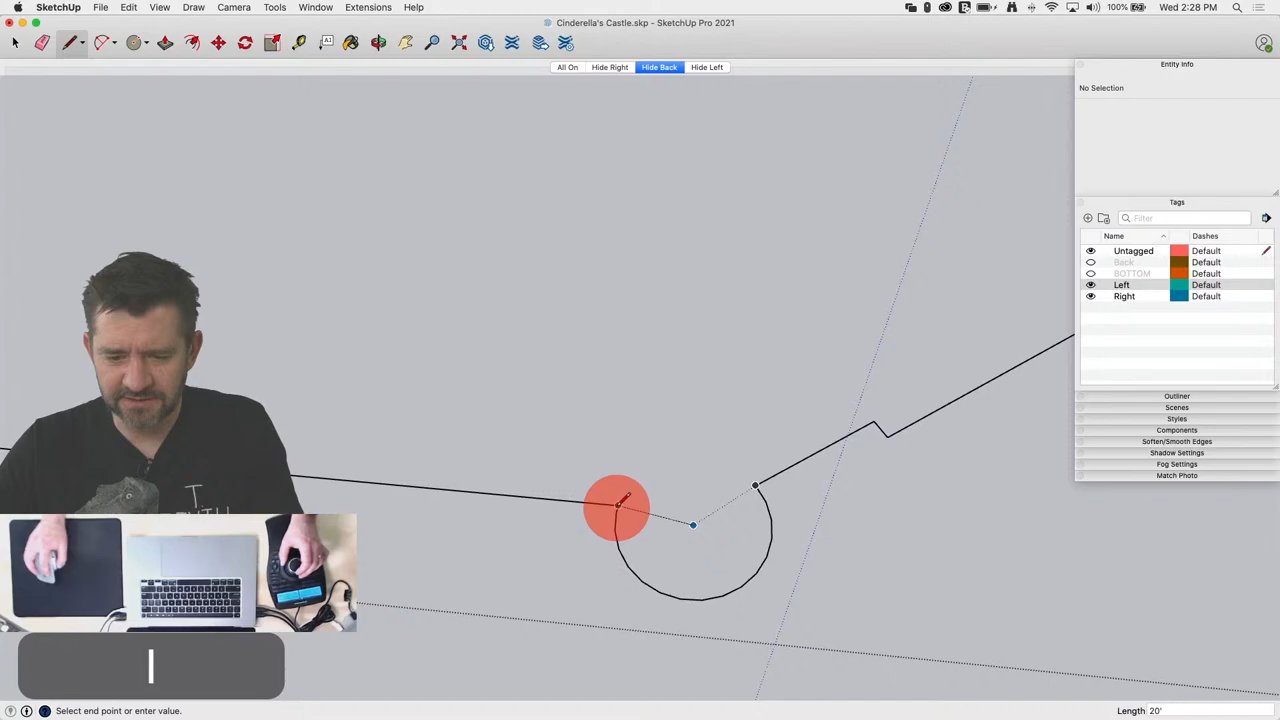 SketchUp File Edit View Draw Camera Tools Window Extensions Help
100% Wed 2:28 PM
Cinderella's Castle.skp - SketchUp Pro 2021
All On Hide Right Hide Back Hide Left
Entity Info
No Selection
Tags
Filter
Name Dashes
Untagged Default
Back Default
BOTTOM Default
Left Default
Right Default
Outliner
Scenes
Styles
Components
Soften/Smooth Edges
Shadow Settings
Fog Settings
Match Photo
l
Select end point or enter value.
Length 20'